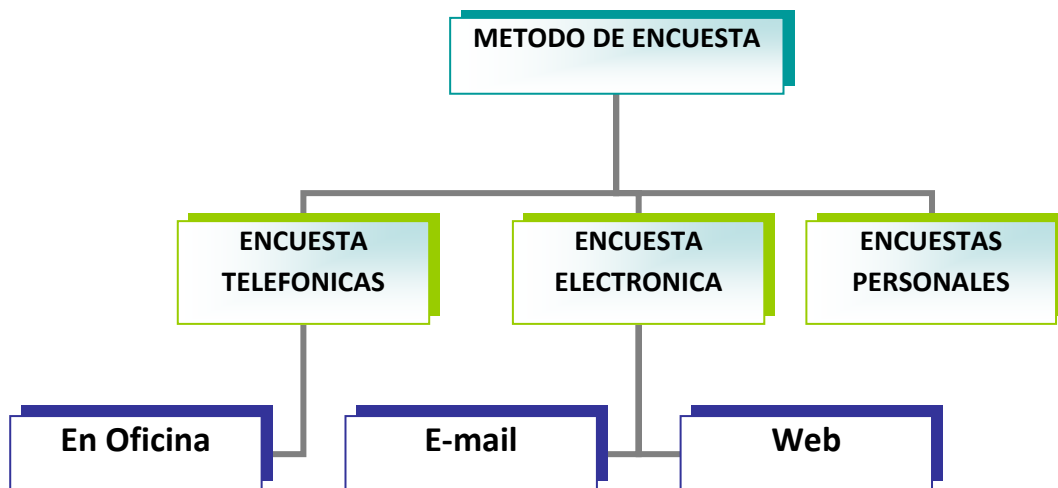 METODO DE ENCUESTA
ENCUESTA
TELEFONICAS
ENCUESTA
ELECTRONICA
ENCUESTAS
PERSONALES
En Oficina
E-mail
Web